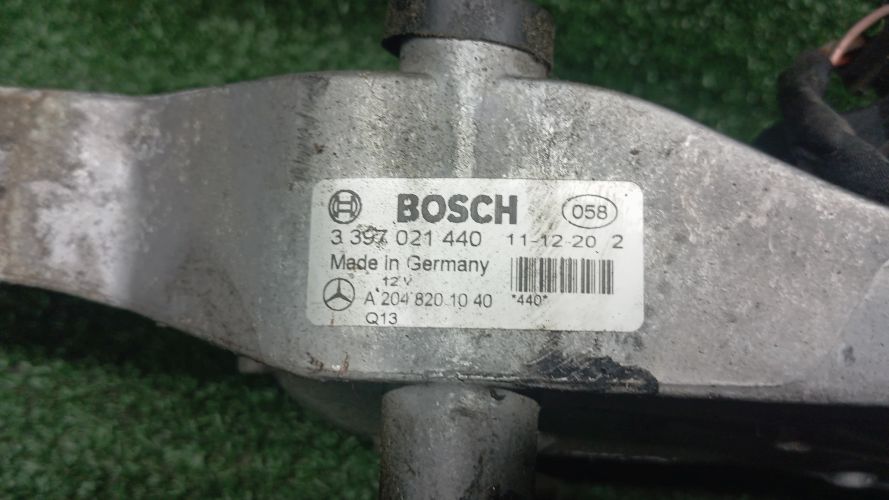 BOSCH 058
3 397 021 440 11-12-20 2
Made in Germany
12 V
A 204 820 10 40 *440*
Q13